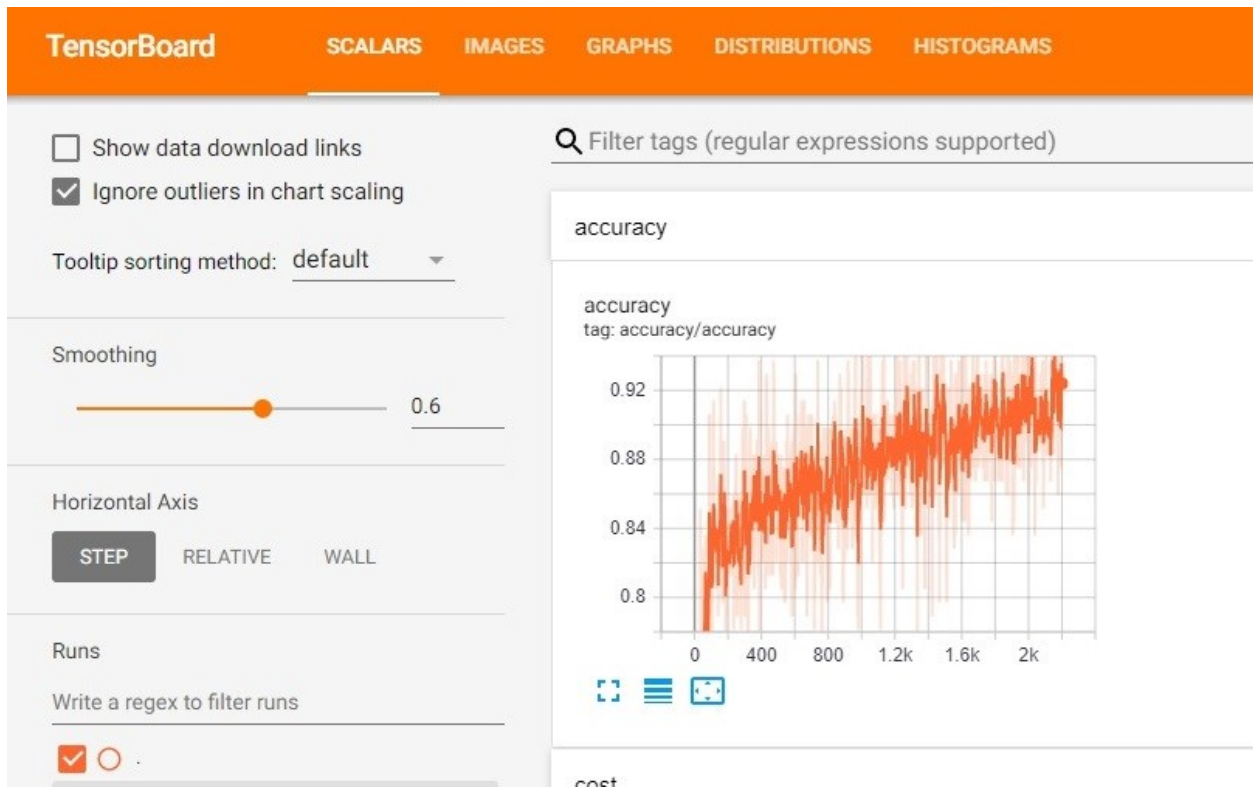 TensorBoard SCALARS IMAGES GRAPHS DISTRIBUTIONS HISTOGRAMS
Show data download links
Ignore outliers in chart scaling
Tooltip sorting method: default
Smoothing
0.6
Horizontal Axis
STEP RELATIVE WALL
Runs
Write a regex to filter runs
.
Filter tags (regular expressions supported)
accuracy
accuracy
tag: accuracy/accuracy
0.92
0.88
0.84
0.8
0 400 800 1.2k 1.6k 2k
cost